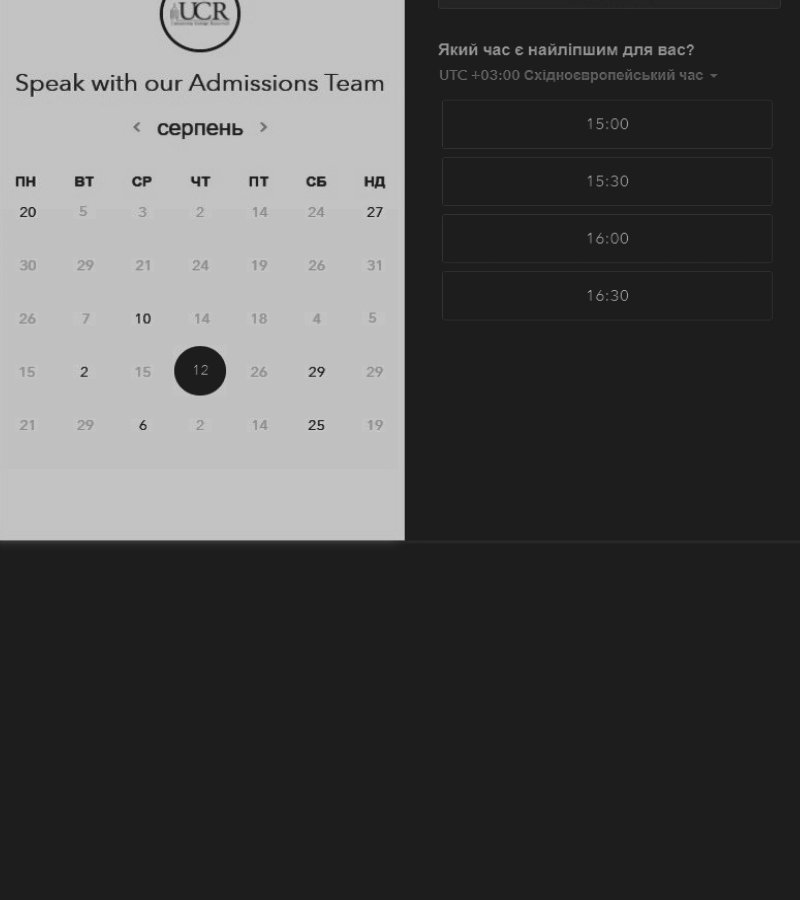 UCR
Speak with our Admissions Team
серпень
ПН ВТ СР ЧТ ПТ СБ НД
20 5 3 2 14 24 27
30 29 21 24 19 26 31
26 7 10 14 18 4 5
15 2 15 12 26 29 29
21 29 6 2 14 25 19
Який час є найліпшим для вас?
UTC +03:00 Східноєвропейський час
15:00
15:30
16:00
16:30